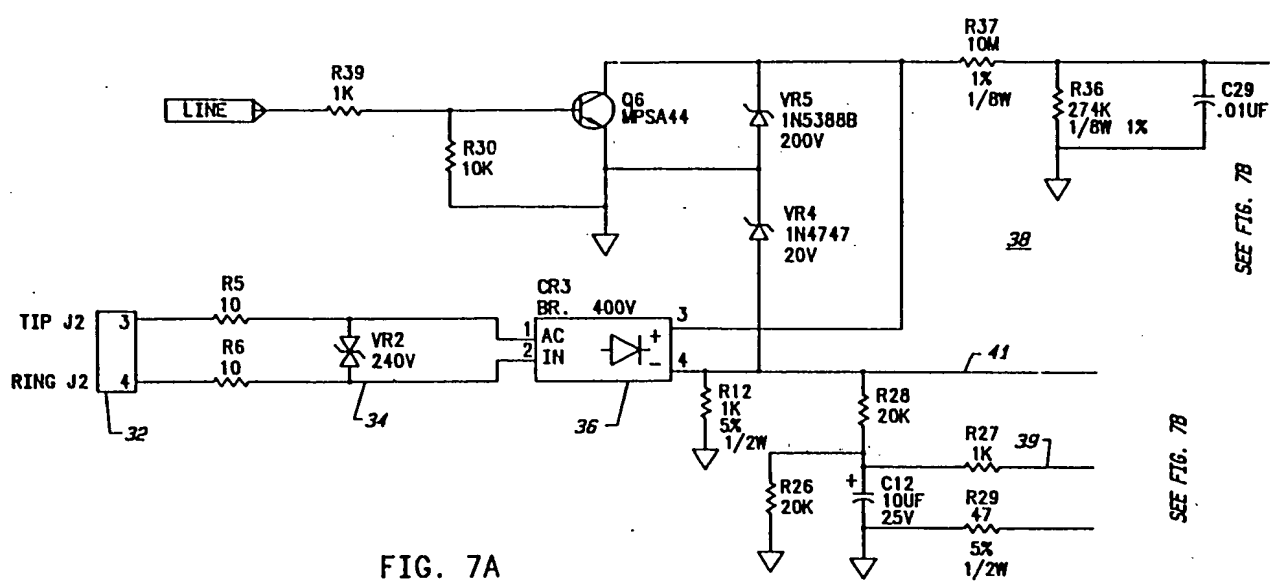 R37
10M
1%
1/8W
R39
1K
LINE
Q6
MPSA44
VR5
1N5388B
200V
R36
274K
1/8W 1%
C29
.01UF
R30
10K
VR4
1N4747
20V
38
SEE FIG. 7B
CR3
BR. 400V
R5
10
TIP J2 3
1 AC
2 IN
+
-
3
4
VR2
240V
R6
10
RING J2 4
41
32
34
36
R12
1K
5%
1/2W
R28
20K
R27
1K
39
R26
20K
+
C12
10UF
25V
R29
47
5%
1/2W
SEE FIG. 7B
FIG. 7A